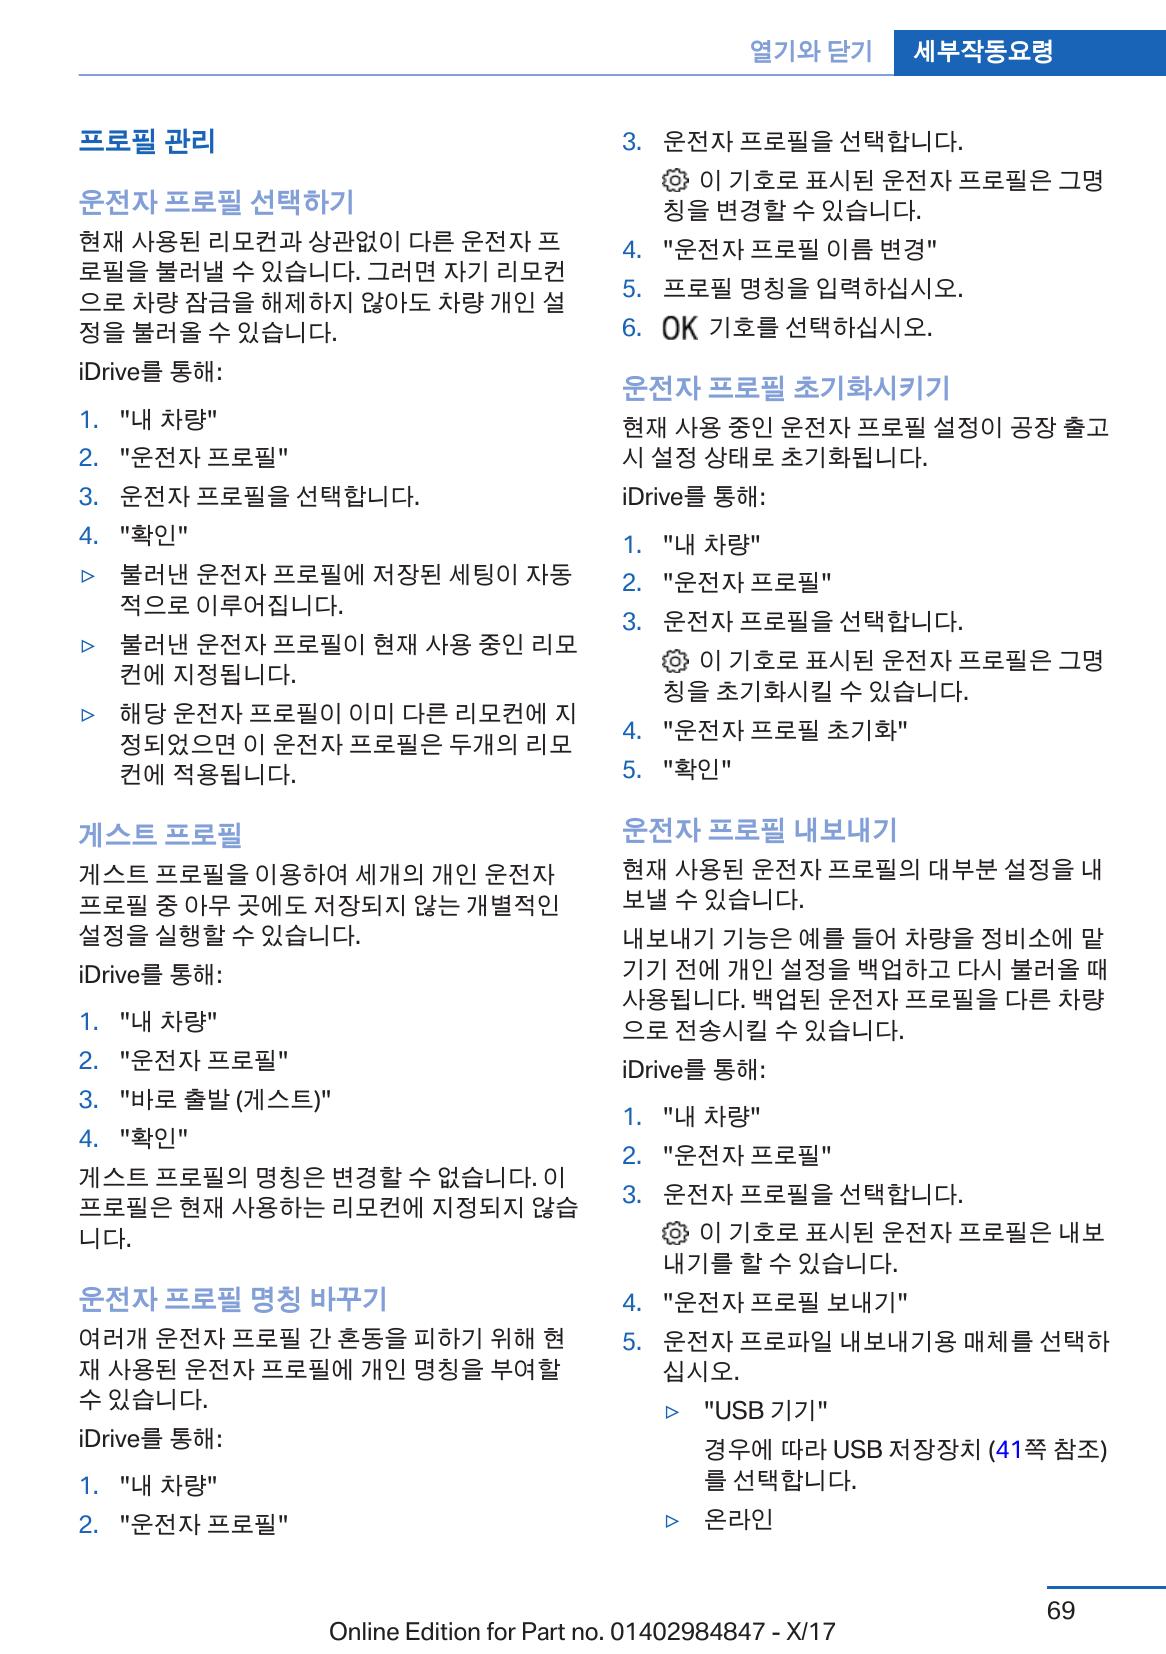 열기와 닫기 세부작동요령
프로필 관리
운전자 프로필 선택하기
현재 사용된 리모컨과 상관없이 다른 운전자 프
로필을 불러낼 수 있습니다. 그러면 자기 리모컨
으로 차량 잠금을 해제하지 않아도 차량 개인 설
정을 불러올 수 있습니다.
iDrive를 통해:
1. "내 차량"
2. "운전자 프로필"
3. 운전자 프로필을 선택합니다.
4. "확인"
▷ 불러낸 운전자 프로필에 저장된 세팅이 자동
적으로 이루어집니다.
▷ 불러낸 운전자 프로필이 현재 사용 중인 리모
컨에 지정됩니다.
▷ 해당 운전자 프로필이 이미 다른 리모컨에 지
정되었으면 이 운전자 프로필은 두개의 리모
컨에 적용됩니다.
게스트 프로필
게스트 프로필을 이용하여 세개의 개인 운전자
프로필 중 아무 곳에도 저장되지 않는 개별적인
설정을 실행할 수 있습니다.
iDrive를 통해:
1. "내 차량"
2. "운전자 프로필"
3. "바로 출발 (게스트)"
4. "확인"
게스트 프로필의 명칭은 변경할 수 없습니다. 이
프로필은 현재 사용하는 리모컨에 지정되지 않습
니다.
운전자 프로필 명칭 바꾸기
여러개 운전자 프로필 간 혼동을 피하기 위해 현
재 사용된 운전자 프로필에 개인 명칭을 부여할
수 있습니다.
iDrive를 통해:
1. "내 차량"
2. "운전자 프로필"
3. 운전자 프로필을 선택합니다.
이 기호로 표시된 운전자 프로필은 그명
칭을 변경할 수 있습니다.
4. "운전자 프로필 이름 변경"
5. 프로필 명칭을 입력하십시오.
6. OK 기호를 선택하십시오.
운전자 프로필 초기화시키기
현재 사용 중인 운전자 프로필 설정이 공장 출고
시 설정 상태로 초기화됩니다.
iDrive를 통해:
1. "내 차량"
2. "운전자 프로필"
3. 운전자 프로필을 선택합니다.
이 기호로 표시된 운전자 프로필은 그명
칭을 초기화시킬 수 있습니다.
4. "운전자 프로필 초기화"
5. "확인"
운전자 프로필 내보내기
현재 사용된 운전자 프로필의 대부분 설정을 내
보낼 수 있습니다.
내보내기 기능은 예를 들어 차량을 정비소에 맡
기기 전에 개인 설정을 백업하고 다시 불러올 때
사용됩니다. 백업된 운전자 프로필을 다른 차량
으로 전송시킬 수 있습니다.
iDrive를 통해:
1. "내 차량"
2. "운전자 프로필"
3. 운전자 프로필을 선택합니다.
이 기호로 표시된 운전자 프로필은 내보
내기를 할 수 있습니다.
4. "운전자 프로필 보내기"
5. 운전자 프로파일 내보내기용 매체를 선택하
십시오.
▷ "USB 기기"
경우에 따라 USB 저장장치 (41쪽 참조)
를 선택합니다.
▷ 온라인
69
Online Edition for Part no. 01402984847 - X/17